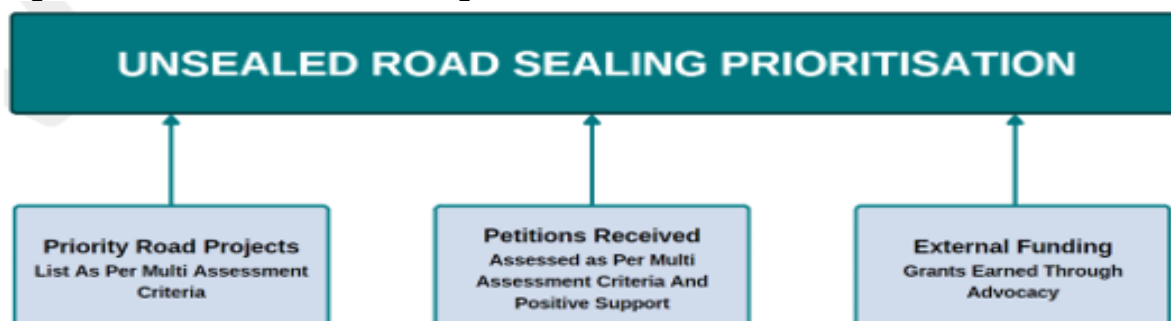 UNSEALED ROAD SEALING PRIORITISATION
Priority Road Projects
List As Per Multi Assessment
Criteria
Petitions Received
Assessed as Per Multi
Assessment Criteria And
Positive Support
External Funding
Grants Earned Through
Advocacy